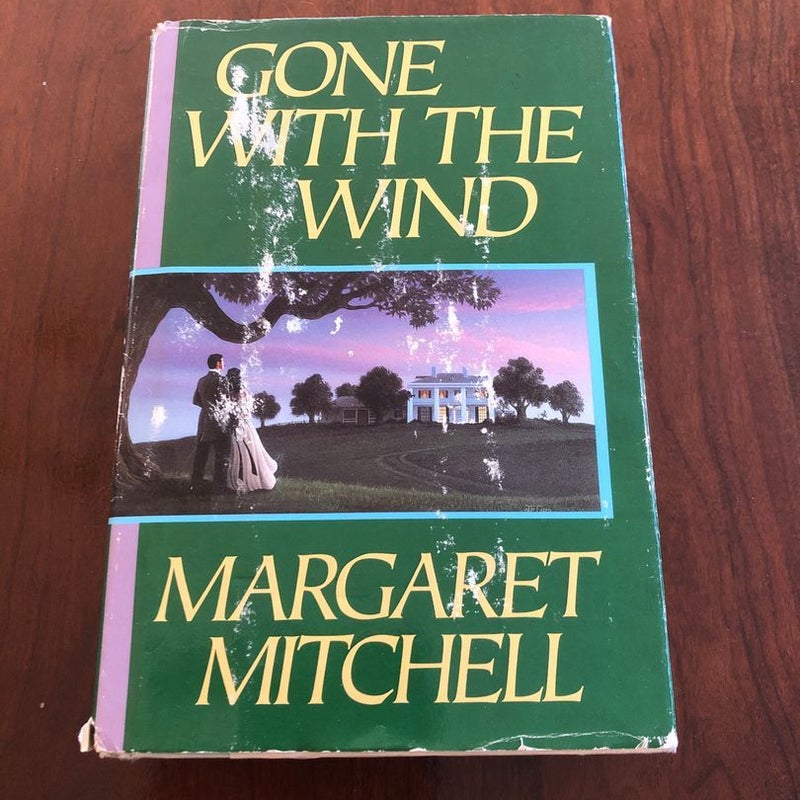 GONE
WITH THE
WIND
MARGARET
MITCHELL